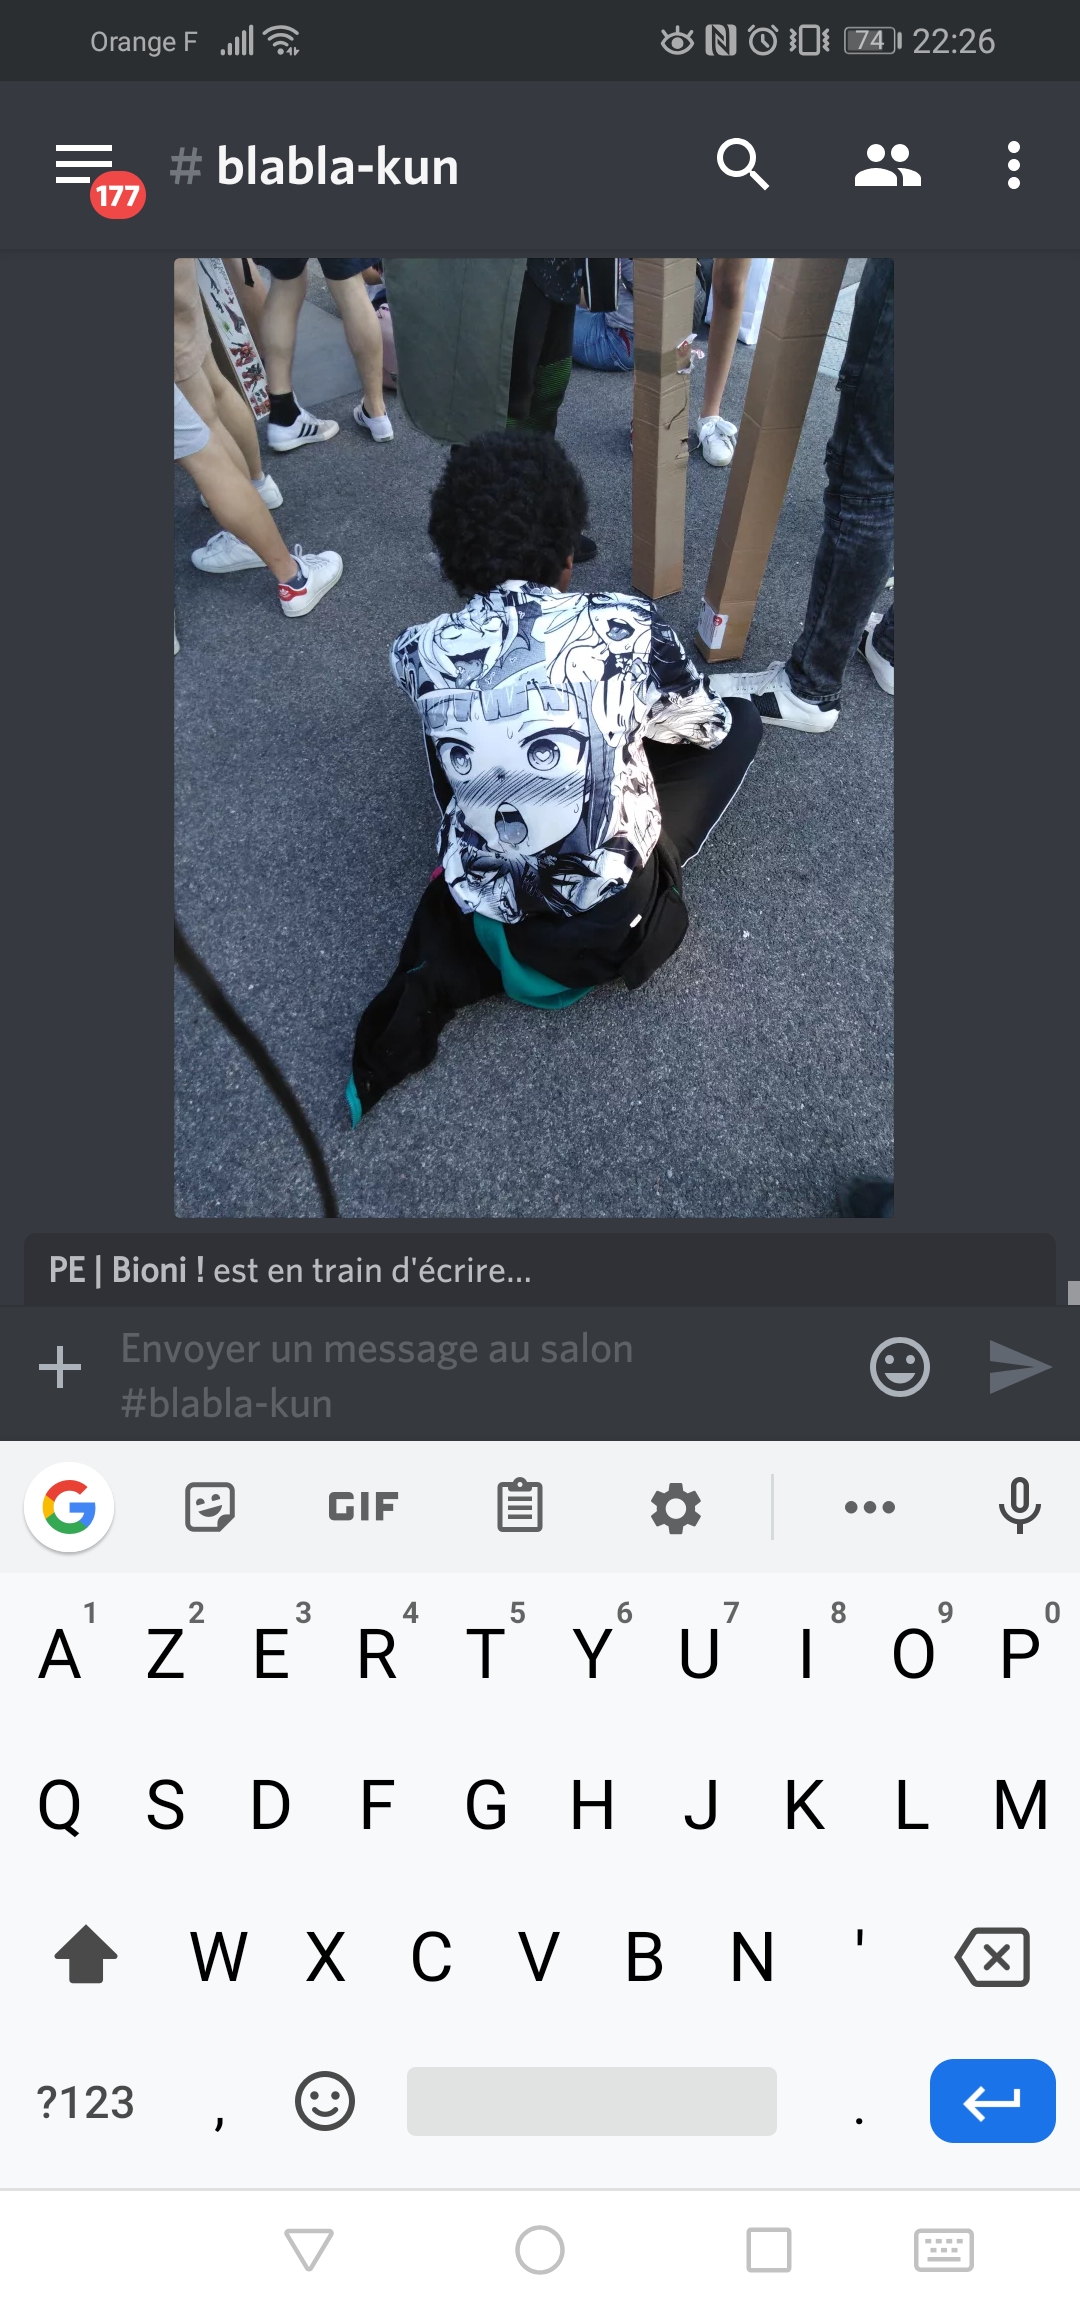 Orange F
74
22:26
177
# blabla-kun
PE | Bioni ! est en train d'écrire...
Envoyer un message au salon
#blabla-kun
G
GIF
1 2 3 4 5 6 7 8 9 0
A Z E R T Y U I O P
Q S D F G H J K L M
W X C V B N '
?123 , .